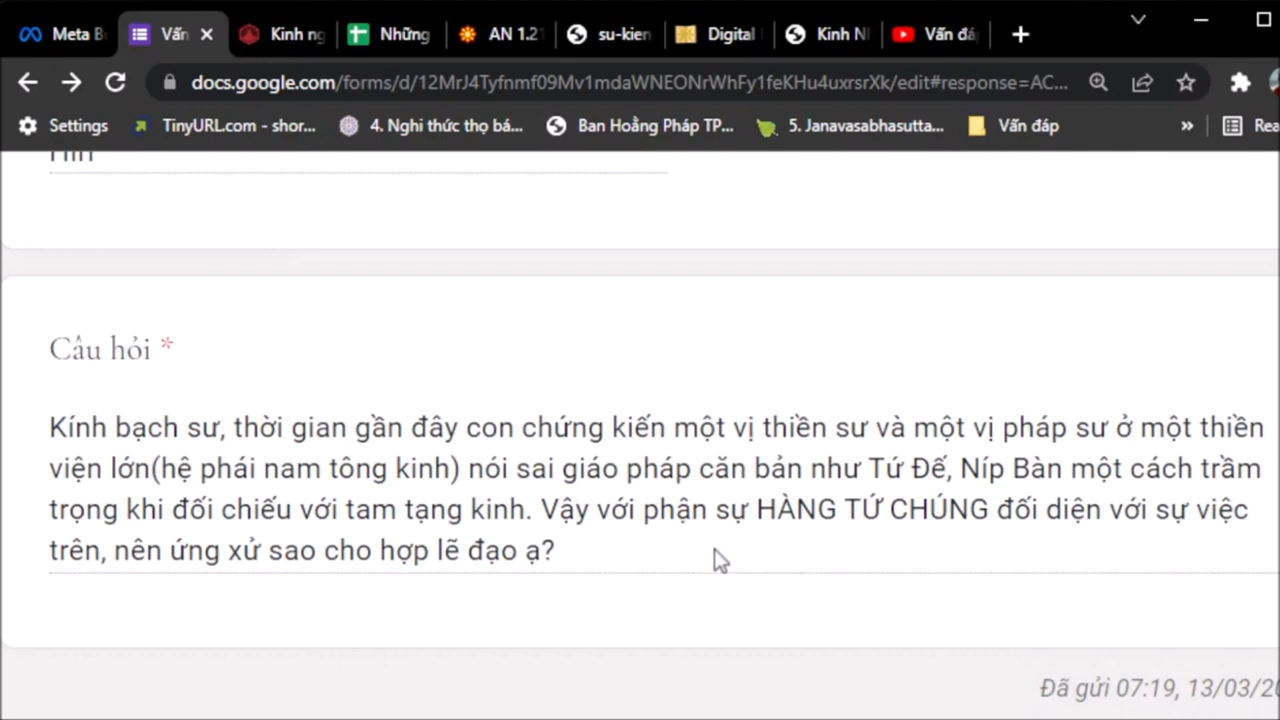 Meta B
Vấn
Kinh ng
Những
AN 1.21
su-kien
Digital
Kinh N
Vấn đá
docs.google.com/forms/d/12MrJ4Tyfnmf09Mv1mdaWNEONrWhFy1feKHu4uxrsrXk/edit#response=AC...
Settings
TinyURL.com - shor...
4. Nghi thức thọ bá...
Ban Hoằng Pháp TP...
5. Janavasabhasutta...
Vấn đáp
»
Rea
Câu hỏi *
Kính bạch sư, thời gian gần đây con chứng kiến một vị thiền sư và một vị pháp sư ở một thiền
viện lớn(hệ phái nam tông kinh) nói sai giáo pháp căn bản như Tứ Đế, Níp Bàn một cách trầm
trọng khi đối chiếu với tam tạng kinh. Vậy với phận sự HÀNG TỨ CHÚNG đối diện với sự việc
trên, nên ứng xử sao cho hợp lẽ đạo ạ?
Đã gửi 07:19, 13/03/20